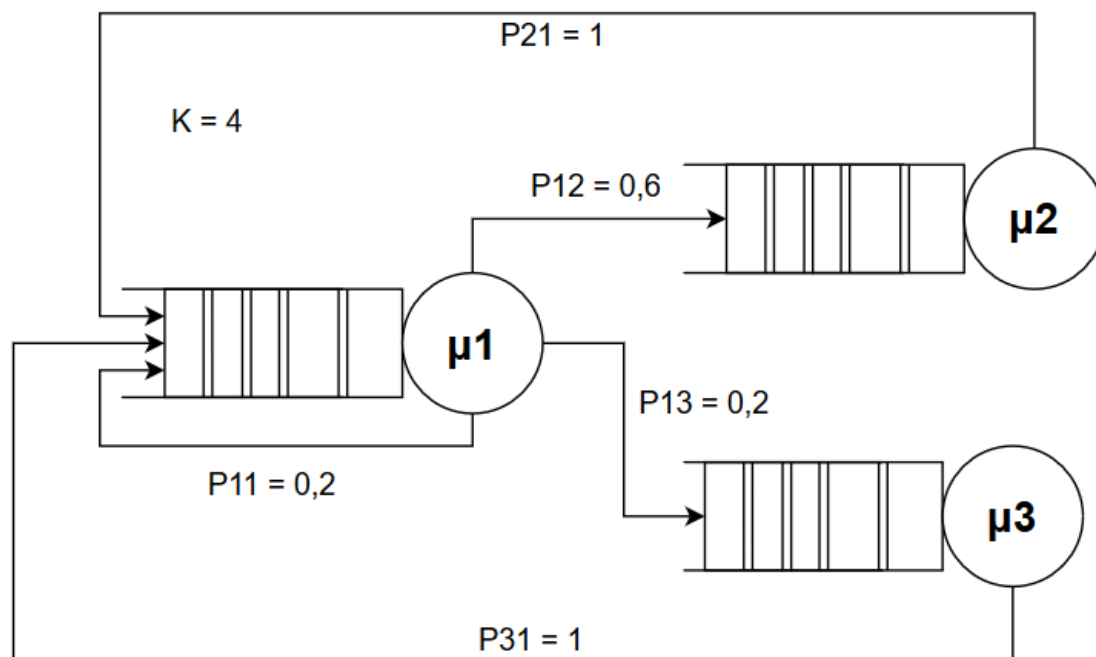 P21 = 1
K = 4
P12 = 0,6
µ2
µ1
P13 = 0,2
P11 = 0,2
µ3
P31 = 1